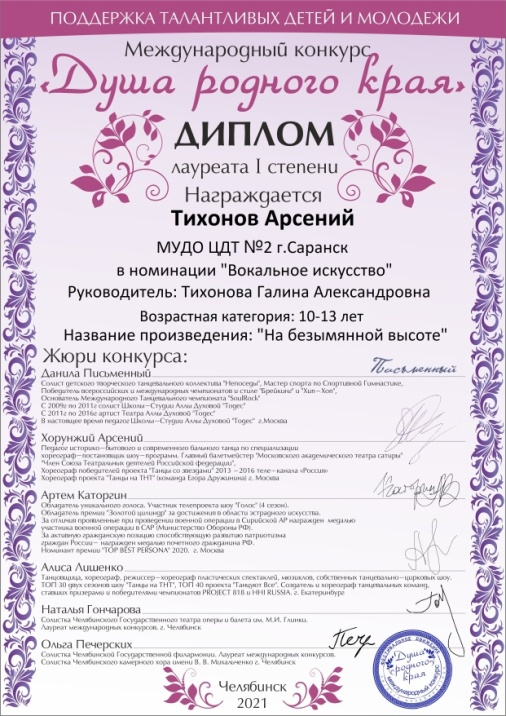 ПОДДЕРЖКА ТАЛАНТЛИВЫХ ДЕТЕЙ И МОЛОДЕЖИ
Международный конкурс
«Душа родного края»
ДИПЛОМ
лауреата I степени
Награждается
Тихонов Арсений
МУДО ЦДТ №2 г.Саранск
в номинации "Вокальное искусство"
Руководитель: Тихонова Галина Александровна
Возрастная категория: 10-13 лет
Название произведения: "На безымянной высоте"
Жюри конкурса:
Данила Письменный
Письменный
Солист детского творческого танцевального коллектива "Непоседы", Мастер спорта по Спортивной Гимнастике,
Победитель всероссийских и международных чемпионатов и стиле "Брейкинг" и "Хип-Хоп",
Основатель Международного Танцевального чемпионата "SoulRock"
С 2009г по 2011г солист Школы-Студии Аллы Духовой "Тодес"
С 2011г по 2016г артист Театра Аллы Духовой "Тодес"
В настоящее время педагог Школы-Студии Аллы Духовой "Тодес" г.Москва
Хорунжий Арсений
Педагог историко-бытового и современного бального танца по специализации
хореограф-постановщик шоу-программ. Главный балетмейстер "Московского академического театра сатиры"
"Член Союза Театральных деятелей Российской федерации",
Хореограф победителей проекта "Танцы со звездами" 2013 - 2016 теле-канала «Россия»
Хореограф проекта "Танцы на ТНТ" (команда Егора Дружинина) г. Москва
Артем Каторгин
Обладатель уникального голоса. Участник телепроекта шоу "Голос" (4 сезон).
Обладатель премии "Золотой цилиндр" за достижения в области эстрадного искусства.
За отличия проявленные при проведении военной операции в Сирийской АР награжден медалью
участника военной операции в САР (Министерство Обороны РФ).
За активную гражданскую позицию способствующую развитию патриотизма
граждан России- награжден медалью почетного гражданина РФ.
Номинант премии "TOP BEST PERSONA" 2020. г. Москва
Алиса Лишенко
Танцовщица, хореограф, режиссер-хореограф пластических спектаклей, мюзиклов, собственных танцевально-цирковых шоу.
ТОП 30 двух сезонов шоу "Танцы на ТНТ", ТОП 40 проекта "Танцуют Все". Создатель и хореограф танцевальных команд,
ставших призерами и победителями чемпионатов PROJECT 818 и HHI RUSSIA. г. Екатеринбург
Наталья Гончарова
Солистка Челябинского Государственного театра оперы и балета им. М.И. Глинки.
Лауреат международных конкурсов, г. Челябинск
Ольга Печерских
Солистка Челябинской Государственной филармонии. Лауреат международных конкурсов.
Солистка Челябинского камерного хора имени В. В. Михальченко г. Челябинск
Душа
родного
края
Челябинск
2021